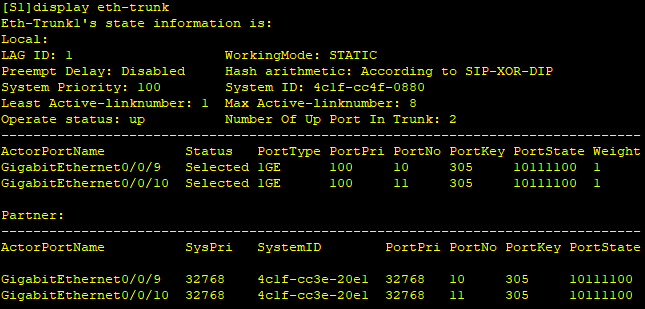 [S1]display eth-trunk
Eth-Trunk1's state information is:
Local:
LAG ID: 1 WorkingMode: STATIC
Preempt Delay: Disabled Hash arithmetic: According to SIP-XOR-DIP
System Priority: 100 System ID: 4c1f-cc4f-0880
Least Active-linknumber: 1 Max Active-linknumber: 8
Operate status: up Number Of Up Port In Trunk: 2
--------------------------------------------------------------------------------
ActorPortName Status PortType PortPri PortNo PortKey PortState Weight
GigabitEthernet0/0/9 Selected 1GE 100 10 305 10111100 1
GigabitEthernet0/0/10 Selected 1GE 100 11 305 10111100 1
Partner:
--------------------------------------------------------------------------------
ActorPortName SysPri SystemID PortPri PortNo PortKey PortState
GigabitEthernet0/0/9 32768 4c1f-cc3e-20e1 32768 10 305 10111100
GigabitEthernet0/0/10 32768 4c1f-cc3e-20e1 32768 11 305 10111100